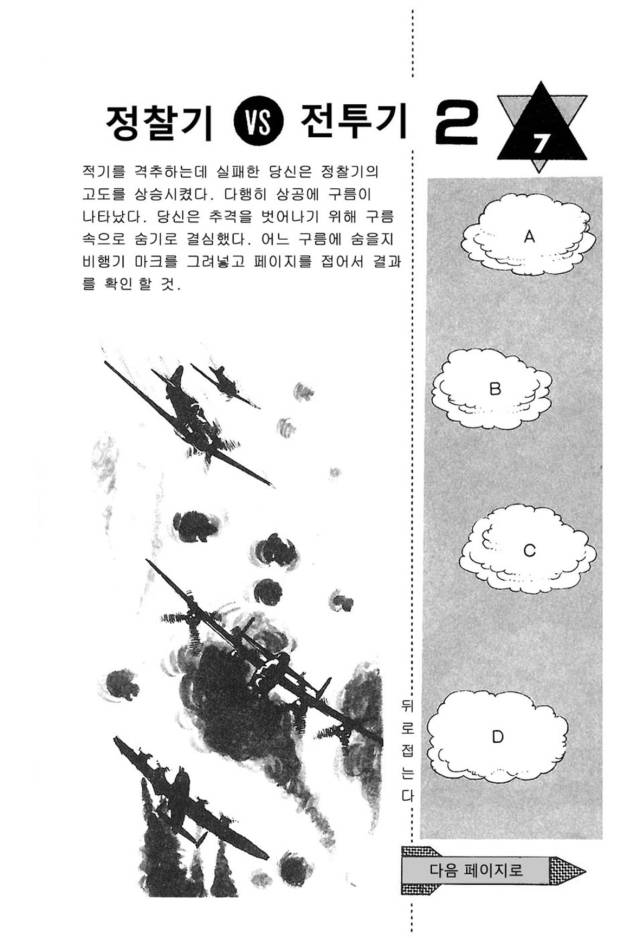 정찰기 VS 전투기 2
7
적기를 격추하는데 실패한 당신은 정찰기의
고도를 상승시켰다. 다행히 상공에 구름이
나타났다. 당신은 추격을 벗어나기 위해 구름
속으로 숨기로 결심했다. 어느 구름에 숨을지
비행기 마크를 그려넣고 페이지를 접어서 결과
를 확인할 것.
A
B
C
D
뒤로접는다
다음 페이지로